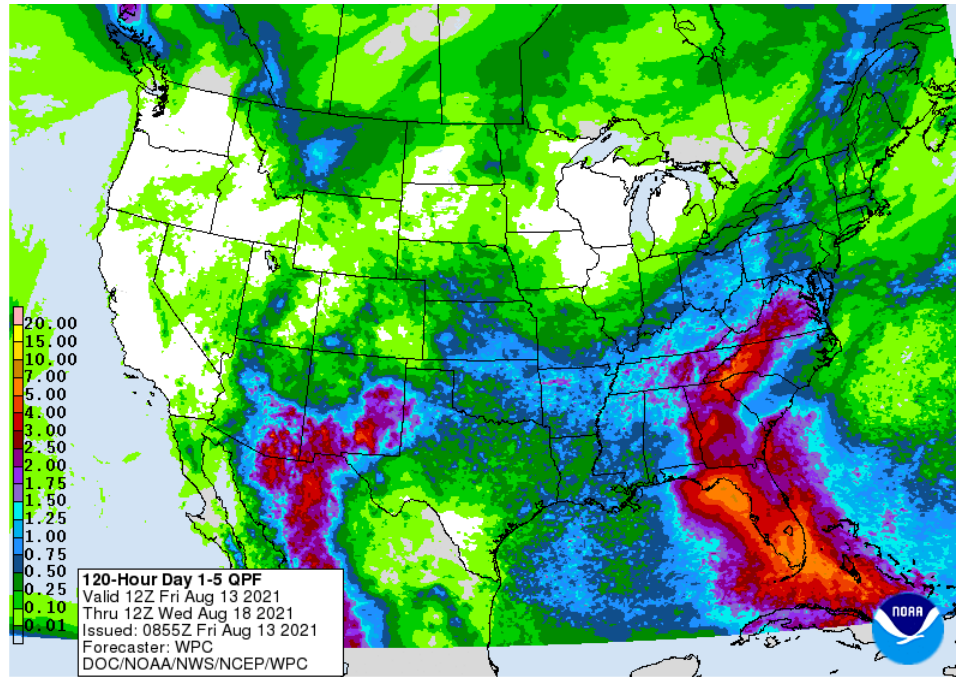 20.00
15.00
10.00
7.00
5.00
4.00
3.00
2.50
2.00
1.75
1.50
1.25
1.00
0.75
0.50
0.25
0.10
0.01
120-Hour Day 1-5 QPF
Valid 12Z Fri Aug 13 2021
Thru 12Z Wed Aug 18 2021
Issued: 0855Z Fri Aug 13 2021
Forecaster: WPC
DOC/NOAA/NWS/NCEP/WPC
NOAA